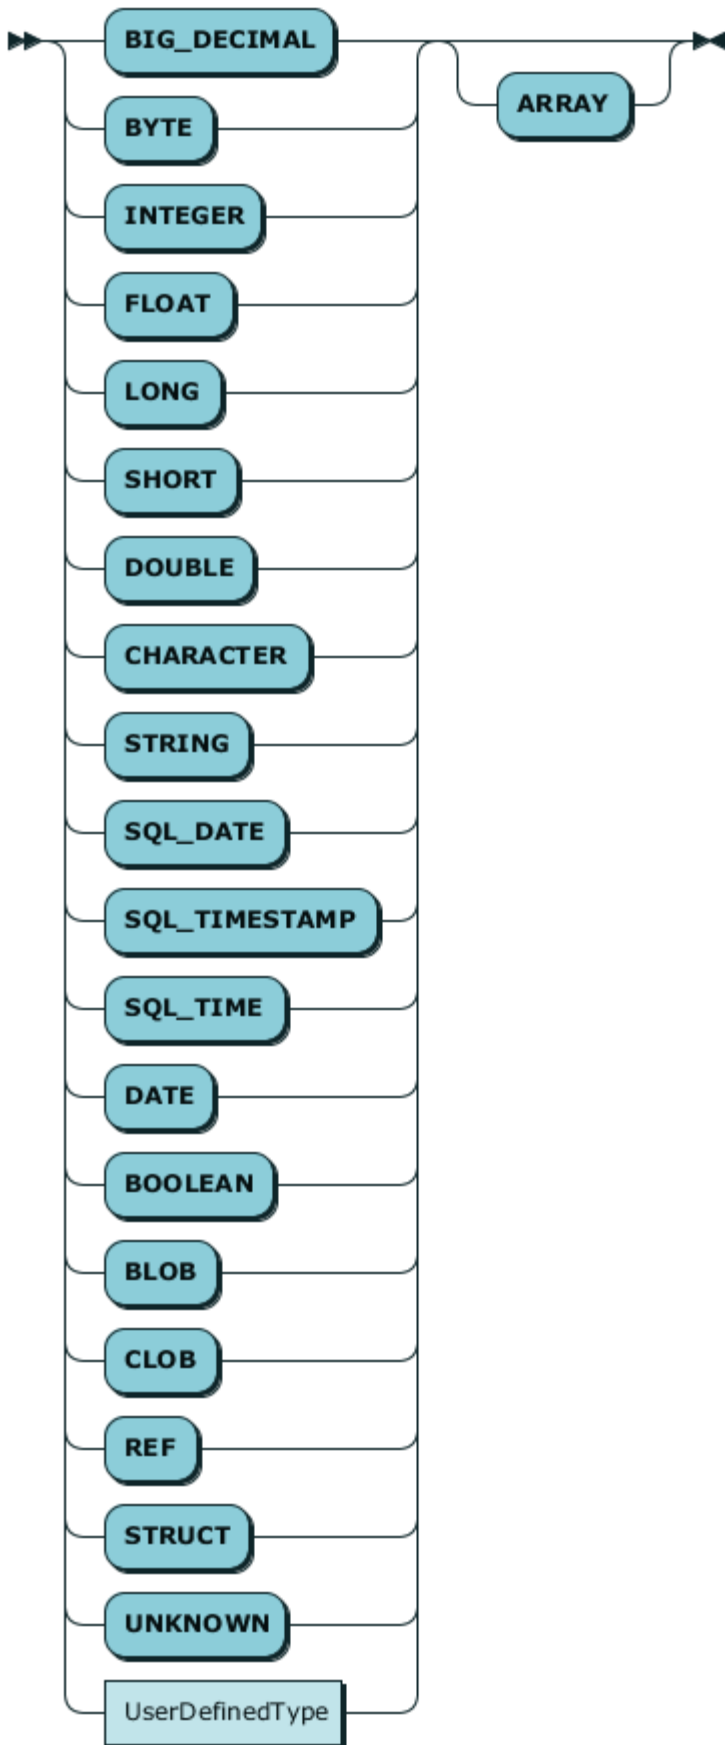 BIG_DECIMAL
ARRAY
BYTE
INTEGER
FLOAT
LONG
SHORT
DOUBLE
CHARACTER
STRING
SQL_DATE
SQL_TIMESTAMP
SQL_TIME
DATE
BOOLEAN
BLOB
CLOB
REF
STRUCT
UNKNOWN
UserDefinedType